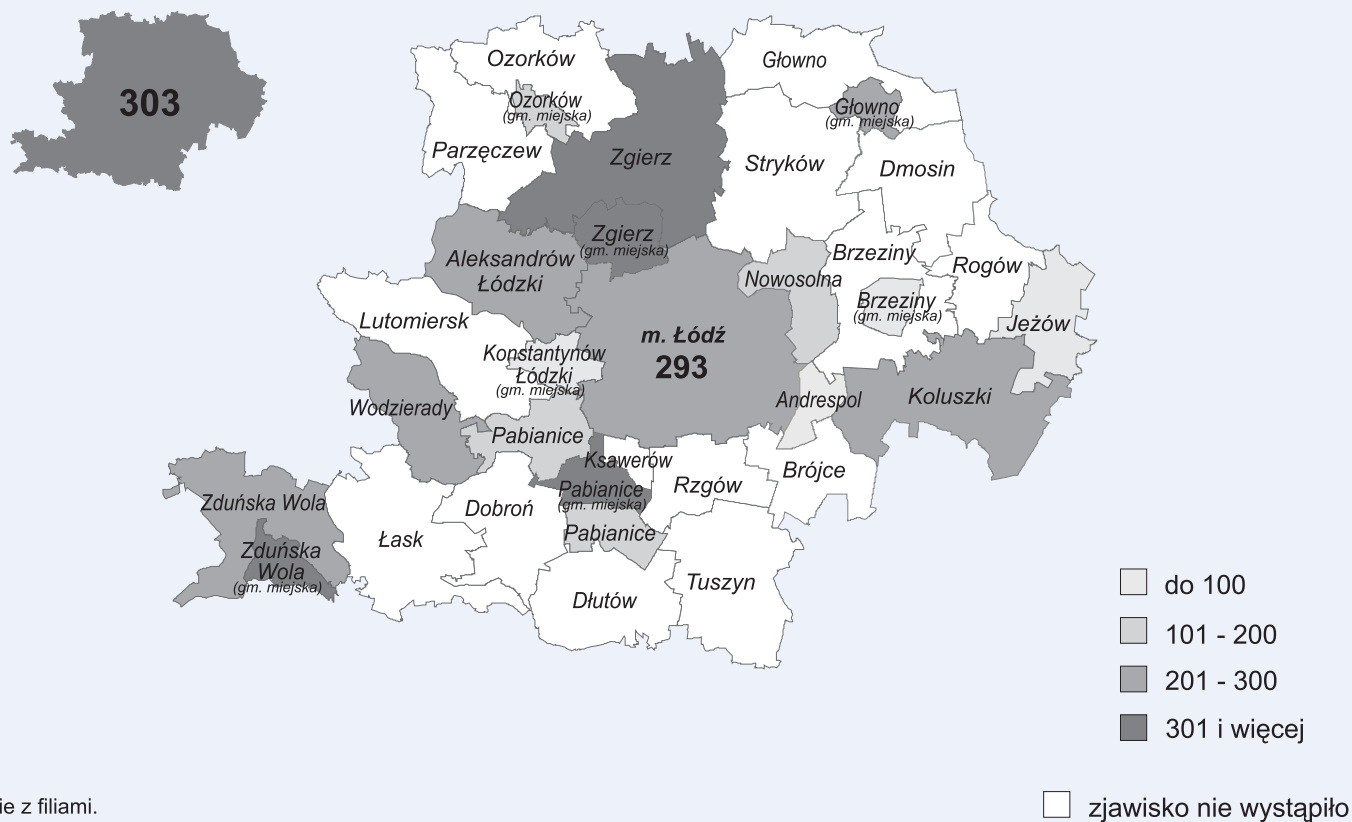 303
Ozorków
Ozorków
(gm. miejska)
Parzęczew
Zgierz
Głowno
Głowno
(gm. miejska)
Stryków
Dmosin
Zgierz
(gm. miejska)
Aleksandrów
Łódzki
Nowosolna
Brzeziny
Brzeziny
(gm. miejska)
Rogów
Jeżów
Lutomiersk
Konstantynów
Łódzki
(gm. miejska)
m. Łódź
293
Wodzierady
Pabianice
Andrespol
Koluszki
Ksawerów
Pabianice
(gm. miejska)
Rzgów
Brójce
Zduńska Wola
Zduńska
Wola
(gm. miejska)
Łask
Dobroń
Pabianice
Dłutów
Tuszyn
do 100
101 - 200
201 - 300
301 i więcej
zjawisko nie wystąpiło
ie z filiami.